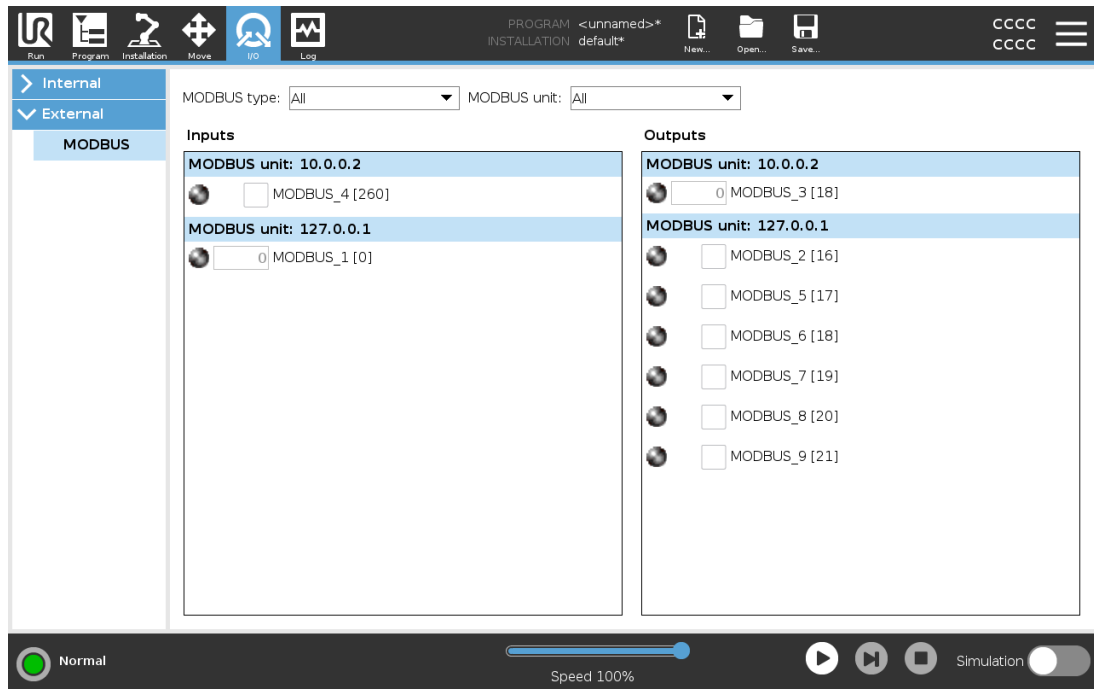 UR
Run
Program
Installation
Move
I/O
Log
PROGRAM <unnamed>*
INSTALLATION default*
New...
Open...
Save...
CCCC
CCCC
Internal
External
MODBUS
MODBUS type: All
MODBUS unit: All
Inputs
MODBUS unit: 10.0.0.2
MODBUS_4 [260]
MODBUS unit: 127.0.0.1
0 MODBUS_1 [0]
Outputs
MODBUS unit: 10.0.0.2
0 MODBUS_3 [18]
MODBUS unit: 127.0.0.1
MODBUS_2 [16]
MODBUS_5 [17]
MODBUS_6 [18]
MODBUS_7 [19]
MODBUS_8 [20]
MODBUS_9 [21]
Normal
Speed 100%
Simulation